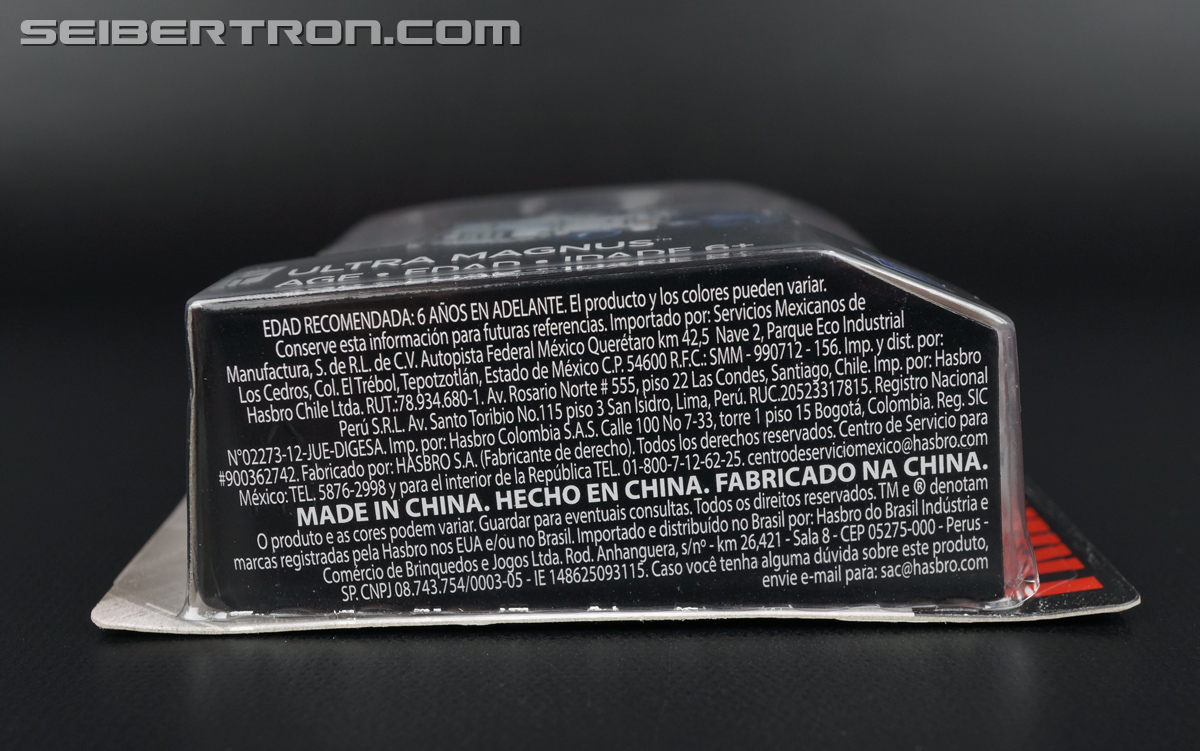 SEIBERTRON.COM
ULTRA MAGNUS™
AGE • EDAD • IDADE 6+
EDAD RECOMENDADA: 6 AÑOS EN ADELANTE. El producto y los colores pueden variar.
Conserve esta información para futuras referencias. Importado por: Servicios Mexicanos de
Manufactura, S. de R.L. de C.V. Autopista Federal México Querétaro km 42,5 Nave 2, Parque Eco Industrial
Los Cedros, Col. El Trébol, Tepotzotlán, Estado de México C.P. 54600 R.F.C.: SMM - 990712 - 156. Imp. y dist. por:
Hasbro Chile Ltda. RUT.:78.934.680-1. Av. Rosario Norte # 555, piso 22 Las Condes, Santiago, Chile. Imp. por: Hasbro
Perú S.R.L. Av. Santo Toribio No.115 piso 3 San Isidro, Lima, Perú. RUC.20523317815. Registro Nacional
N°02273-12-JUE-DIGESA. Imp. por: Hasbro Colombia S.A.S. Calle 100 No 7-33, torre 1 piso 15 Bogotá, Colombia. Reg. SIC
#900362742. Fabricado por: HASBRO S.A. (Fabricante de derecho). Todos los derechos reservados. Centro de Servicio para
México: TEL. 5876-2998 y para el interior de la República TEL. 01-800-7-12-62-25. centrodeserviciomexico@hasbro.com
MADE IN CHINA. HECHO EN CHINA. FABRICADO NA CHINA.
O produto e as cores podem variar. Guardar para eventuais consultas. Todos os direitos reservados. TM e ® denotam
marcas registradas pela Hasbro nos EUA e/ou no Brasil. Importado e distribuído no Brasil por: Hasbro do Brasil Indústria e
Comércio de Brinquedos e Jogos Ltda. Rod. Anhanguera, s/nº - km 26,421 - Sala 8 - CEP 05275-000 - Perus -
SP. CNPJ 08.743.754/0003-05 - IE 148625093115. Caso você tenha alguma dúvida sobre este produto,
envie e-mail para: sac@hasbro.com